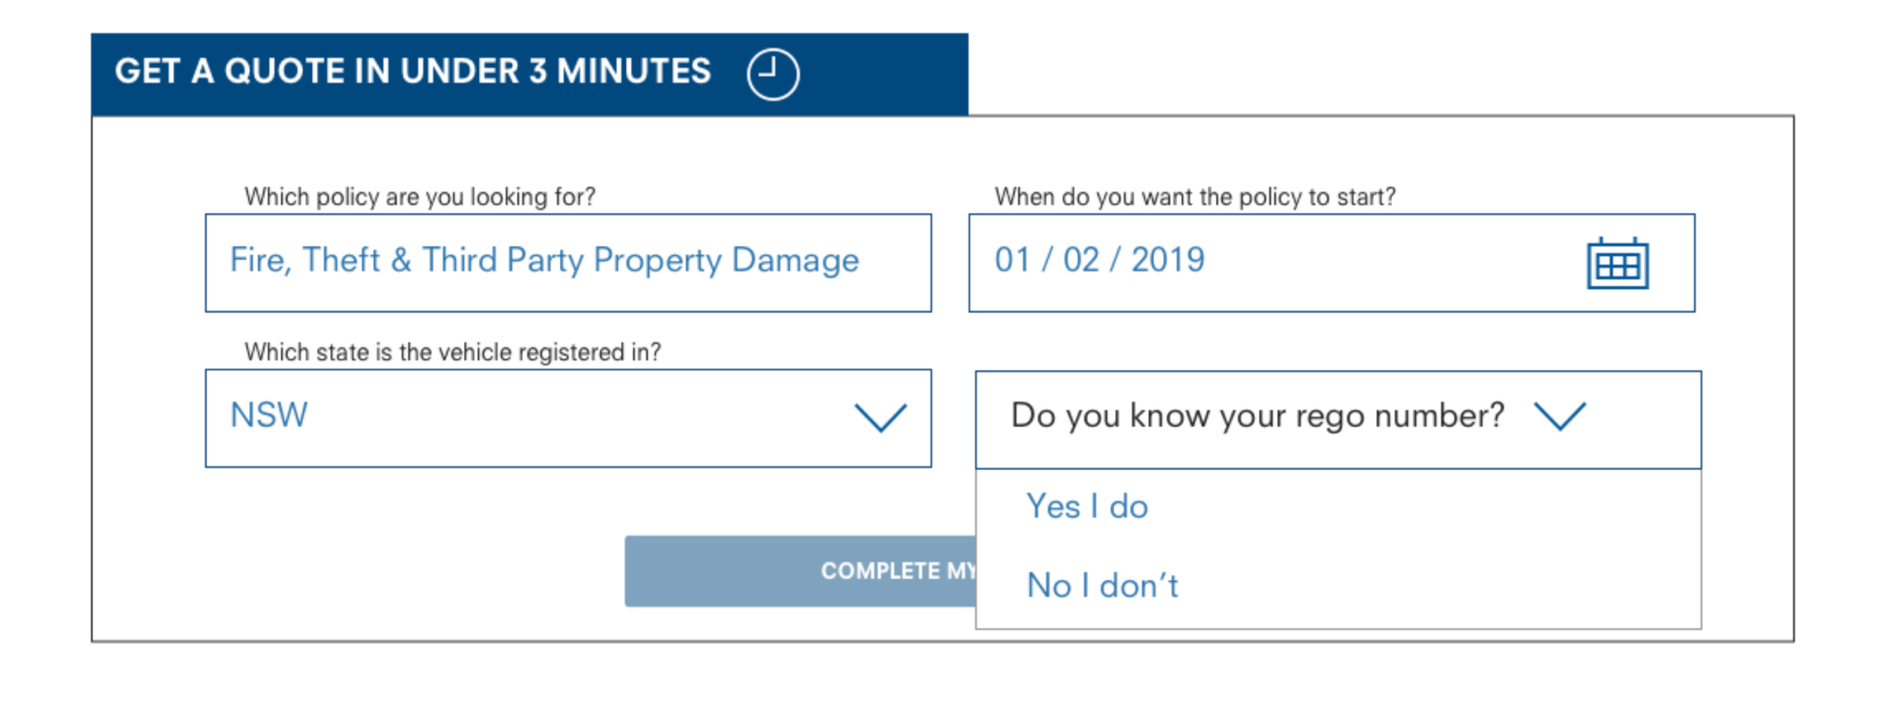 GET A QUOTE IN UNDER 3 MINUTES
Which policy are you looking for?
Fire, Theft & Third Party Property Damage
When do you want the policy to start?
01 / 02 / 2019
Which state is the vehicle registered in?
NSW
Do you know your rego number?
Yes I do
No I don’t
COMPLETE MY